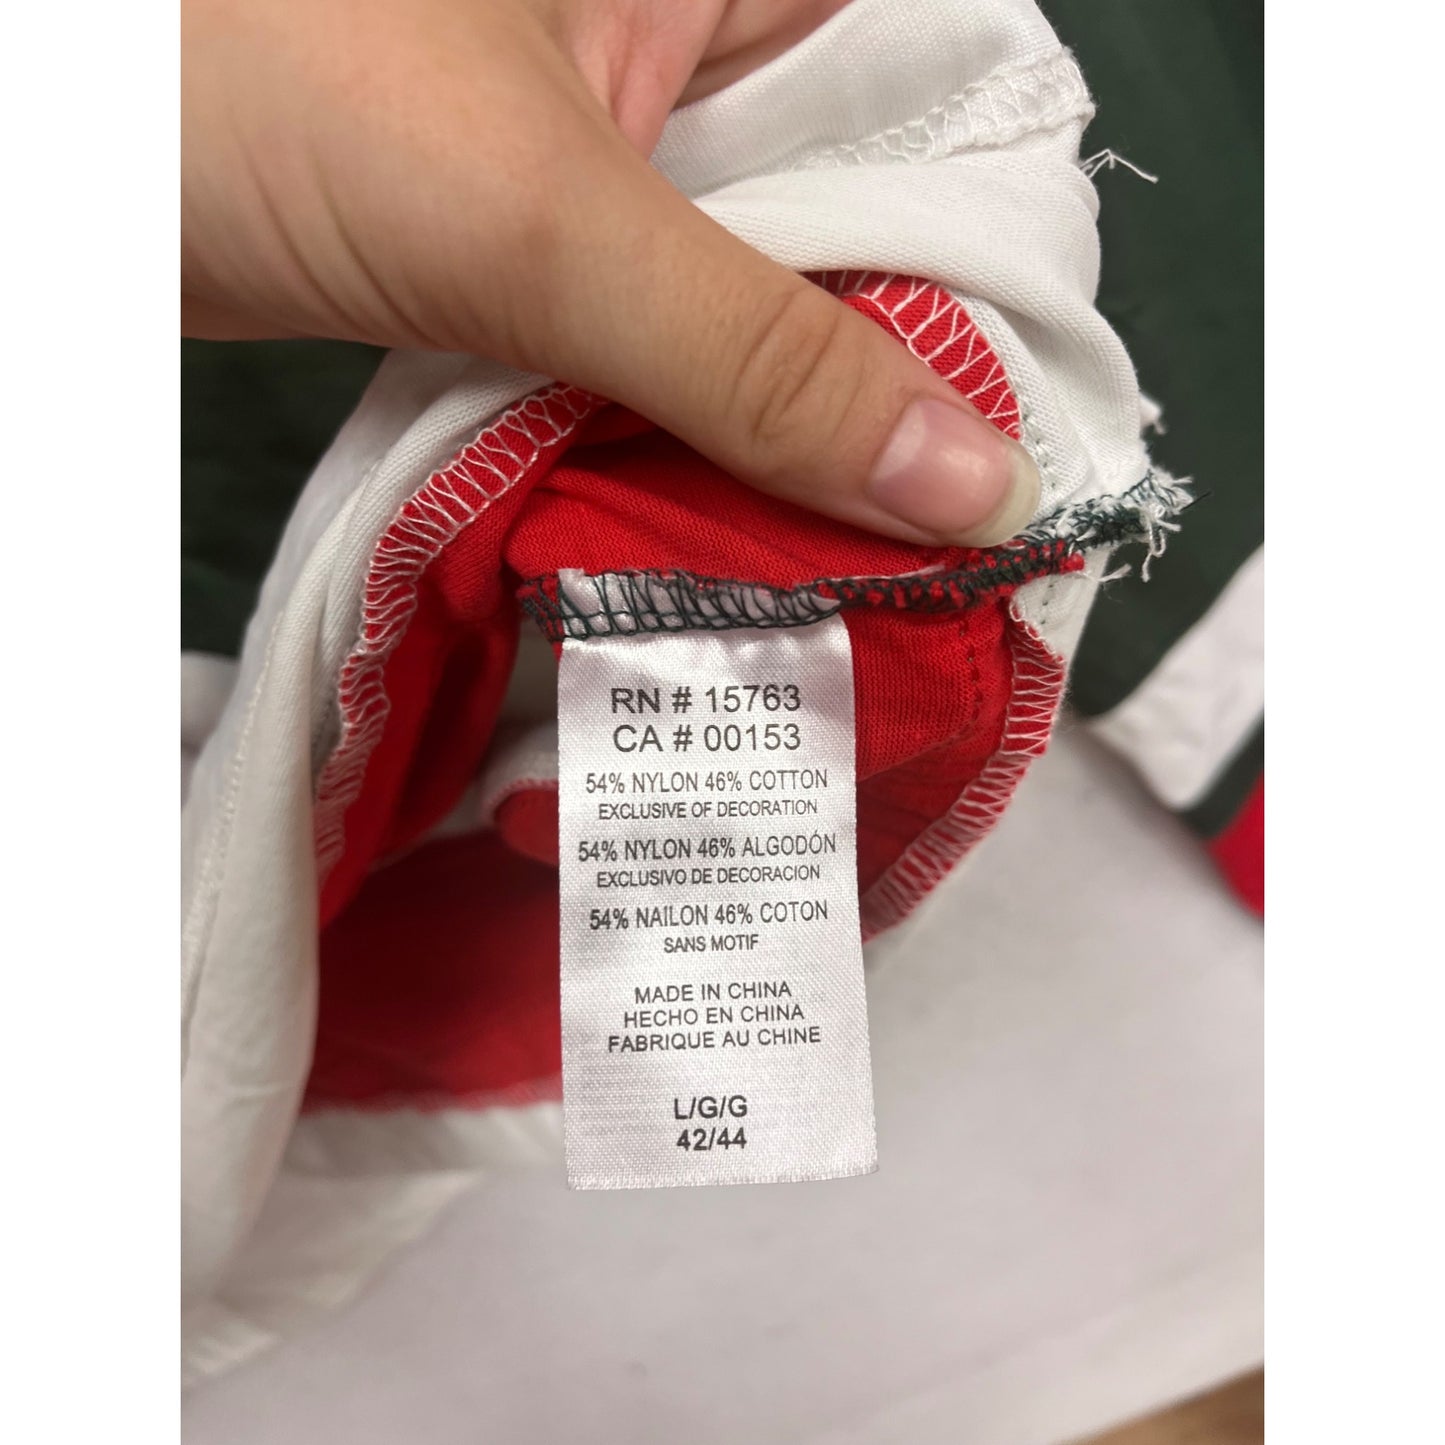 RN # 15763
CA # 00153
54% NYLON 46% COTTON
EXCLUSIVE OF DECORATION
54% NYLON 46% ALGODÓN
EXCLUSIVO DE DECORACION
54% NAILON 46% COTON
SANS MOTIF
MADE IN CHINA
HECHO EN CHINA
FABRIQUE AU CHINE
L/G/G
42/44